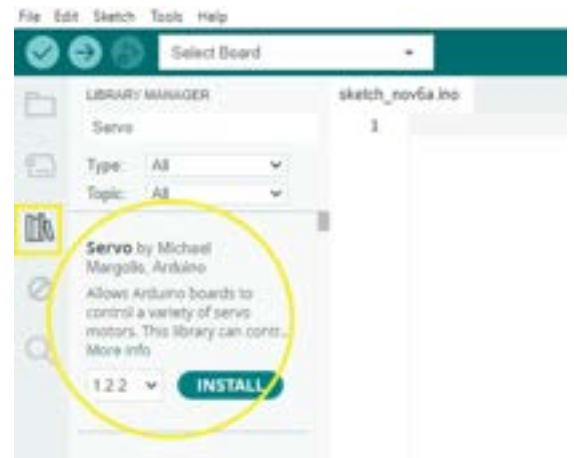 File Edit Sketch Tools Help
Select Board
LIBRARY MANAGER
sketch_nov6a.ino
Servo
1
Type: All
Topic: All
Servo by Michael
Margolis, Arduino
Allows Arduino boards to
control a variety of servo
motors. This library can contr...
More info
1.2.2
INSTALL